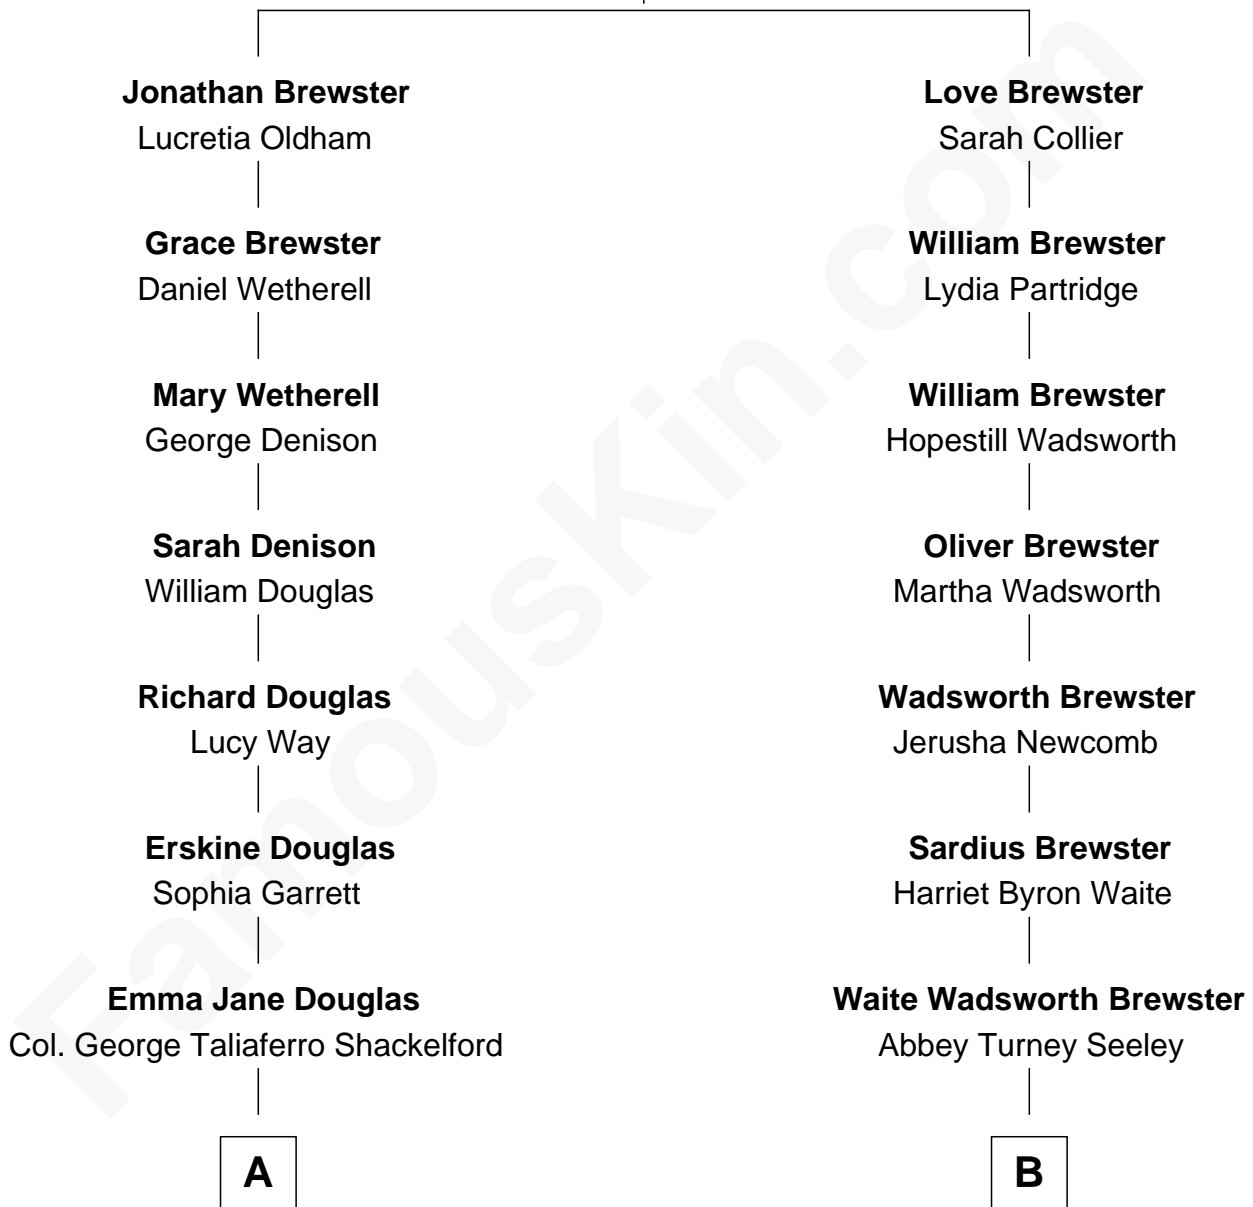 Jonathan Brewster
Lucretia Oldham
Love Brewster
Sarah Collier
Grace Brewster
Daniel Wetherell
William Brewster
Lydia Partridge
Mary Wetherell
George Denison
William Brewster
Hopestill Wadsworth
Sarah Denison
William Douglas
Oliver Brewster
Martha Wadsworth
Richard Douglas
Lucy Way
Wadsworth Brewster
Jerusha Newcomb
Erskine Douglas
Sophia Garrett
Sardius Brewster
Harriet Byron Waite
Emma Jane Douglas
Col. George Taliaferro Shackelford
Waite Wadsworth Brewster
Abbey Turney Seeley
A
B
FamousKin.com